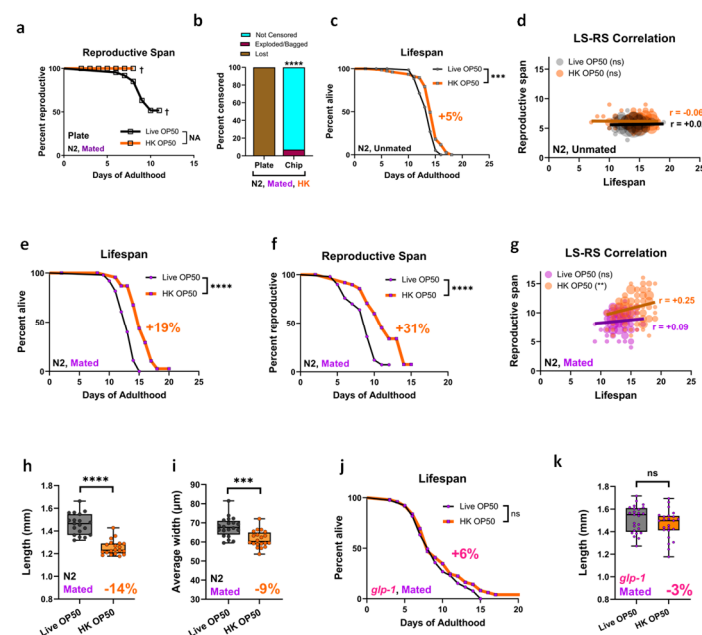 a
Reproductive Span
Percent reproductive
100
50
0
5
10
15
†
†
Plate
N2, Mated
Live OP50
HK OP50
NA
Days of Adulthood
b
Not Censored
Exploded/Bagged
Lost
****
Percent censored
100
80
60
40
20
0
Plate
Chip
N2, Mated, HK
c
Lifespan
Percent alive
100
50
0
5
10
15
20
25
Live OP50
HK OP50
***
+5%
N2, Unmated
Days of Adulthood
d
LS-RS Correlation
Live OP50 (ns)
HK OP50 (ns)
Reproductive span
20
15
10
5
0
0
5
10
15
20
25
r = -0.06
N2, Unmated
Lifespan
e
Lifespan
Percent alive
100
50
0
5
10
15
20
25
Live OP50
HK OP50
****
+19%
N2, Mated
Days of Adulthood
f
Reproductive Span
Percent reproductive
100
50
0
5
10
15
20
Live OP50
HK OP50
****
+31%
N2, Mated
Days of Adulthood
g
LS-RS Correlation
Live OP50 (ns)
HK OP50 (**)
Reproductive span
20
15
10
5
0
0
5
10
15
20
25
r = +0.25
r = +0.09
N2, Mated
Lifespan
h
****
Length (mm)
1.8
1.6
1.4
1.2
1.0
N2
Mated
-14%
Live OP50
HK OP50
i
***
Average width (µm)
90
80
70
60
50
40
N2
Mated
-9%
Live OP50
HK OP50
j
Lifespan
Percent alive
100
50
0
5
10
15
20
Live OP50
HK OP50
ns
+6%
glp-1, Mated
Days of Adulthood
k
ns
Length (mm)
1.8
1.6
1.4
1.2
1.0
glp-1
Mated
-3%
Live OP50
HK OP50